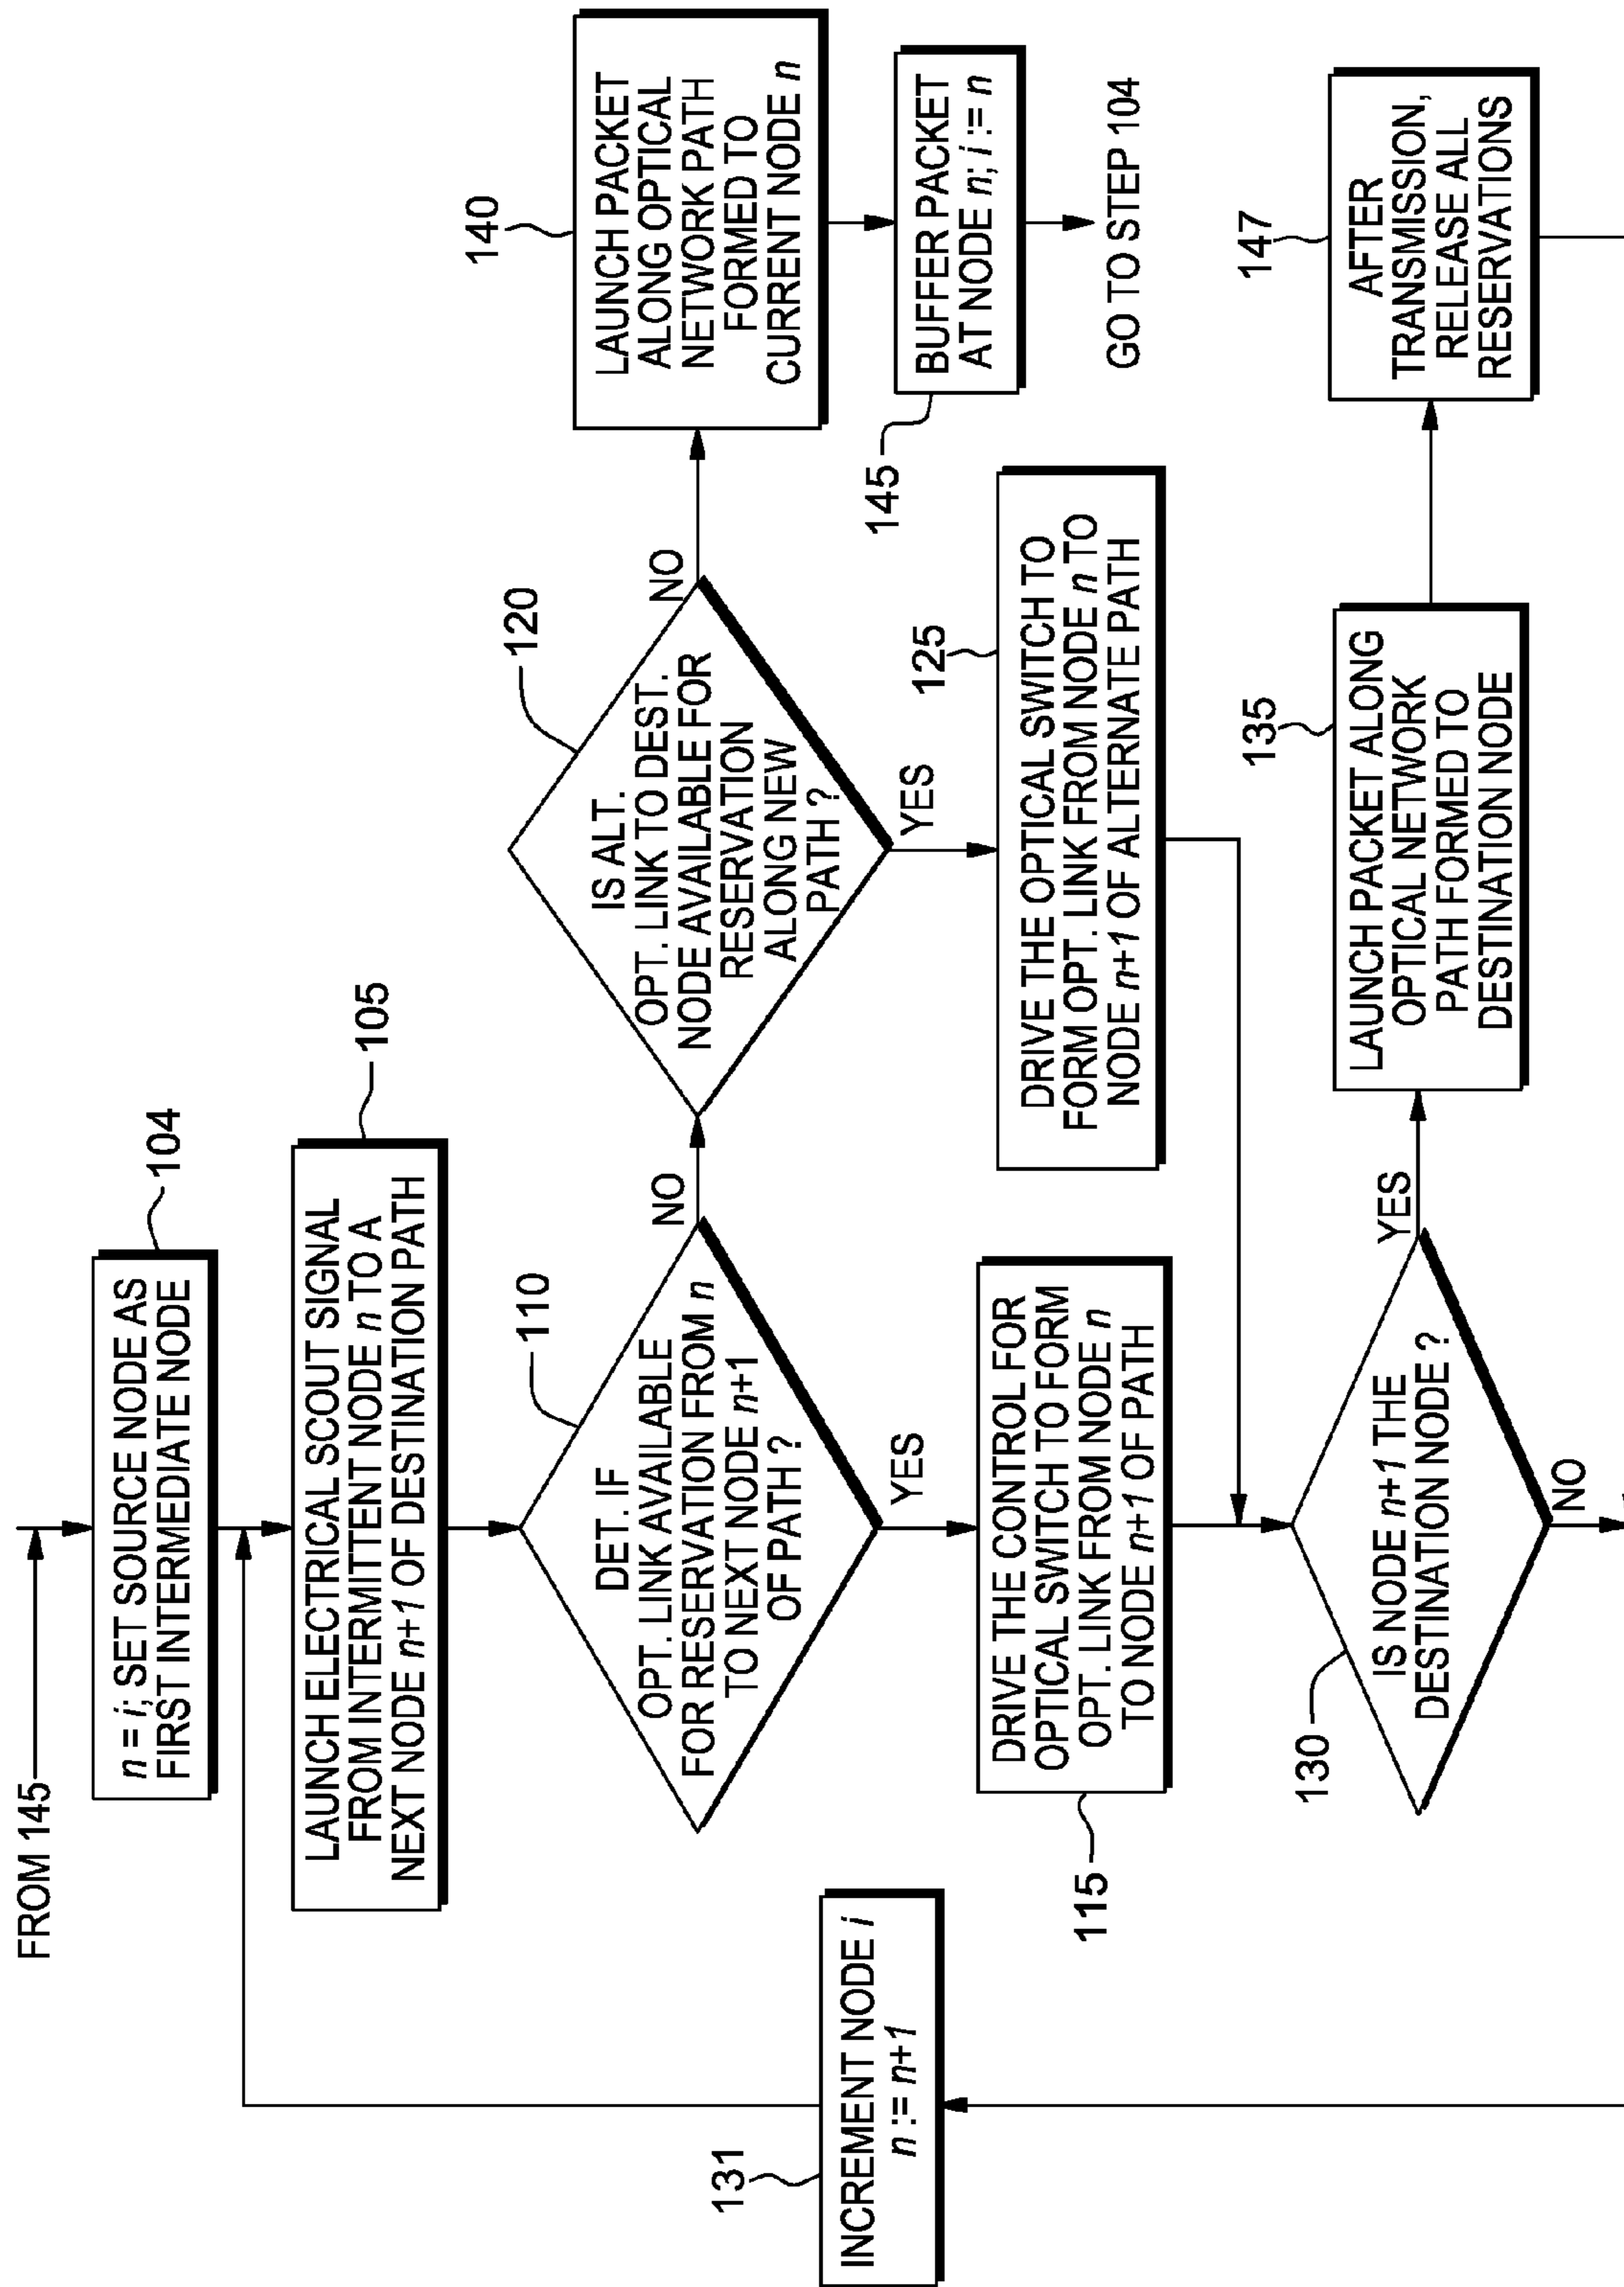 FROM 145
104
n = i; SET SOURCE NODE AS
FIRST INTERMEDIATE NODE
105
LAUNCH ELECTRICAL SCOUT SIGNAL
FROM INTERMITTENT NODE n TO A
NEXT NODE n+1 OF DESTINATION PATH
110
DET. IF
OPT. LINK AVAILABLE
FOR RESERVATION FROM n
TO NEXT NODE n+1
OF PATH ?
NO
YES
120
IS ALT.
OPT. LINK TO DEST.
NODE AVAILABLE FOR
RESERVATION
ALONG NEW
PATH ?
NO
YES
140
LAUNCH PACKET
ALONG OPTICAL
NETWORK PATH
FORMED TO
CURRENT NODE n
145
BUFFER PACKET
AT NODE n; i := n
GO TO STEP 104
131
INCREMENT NODE i
n := n+1
115
DRIVE THE CONTROL FOR
OPTICAL SWITCH TO FORM
OPT. LINK FROM NODE n
TO NODE n+1 OF PATH
125
DRIVE THE OPTICAL SWITCH TO
FORM OPT. LINK FROM NODE n TO
NODE n+1 OF ALTERNATE PATH
130
IS NODE n+1 THE
DESTINATION NODE ?
YES
NO
135
LAUNCH PACKET ALONG
OPTICAL NETWORK
PATH FORMED TO
DESTINATION NODE
147
AFTER
TRANSMISSION,
RELEASE ALL
RESERVATIONS